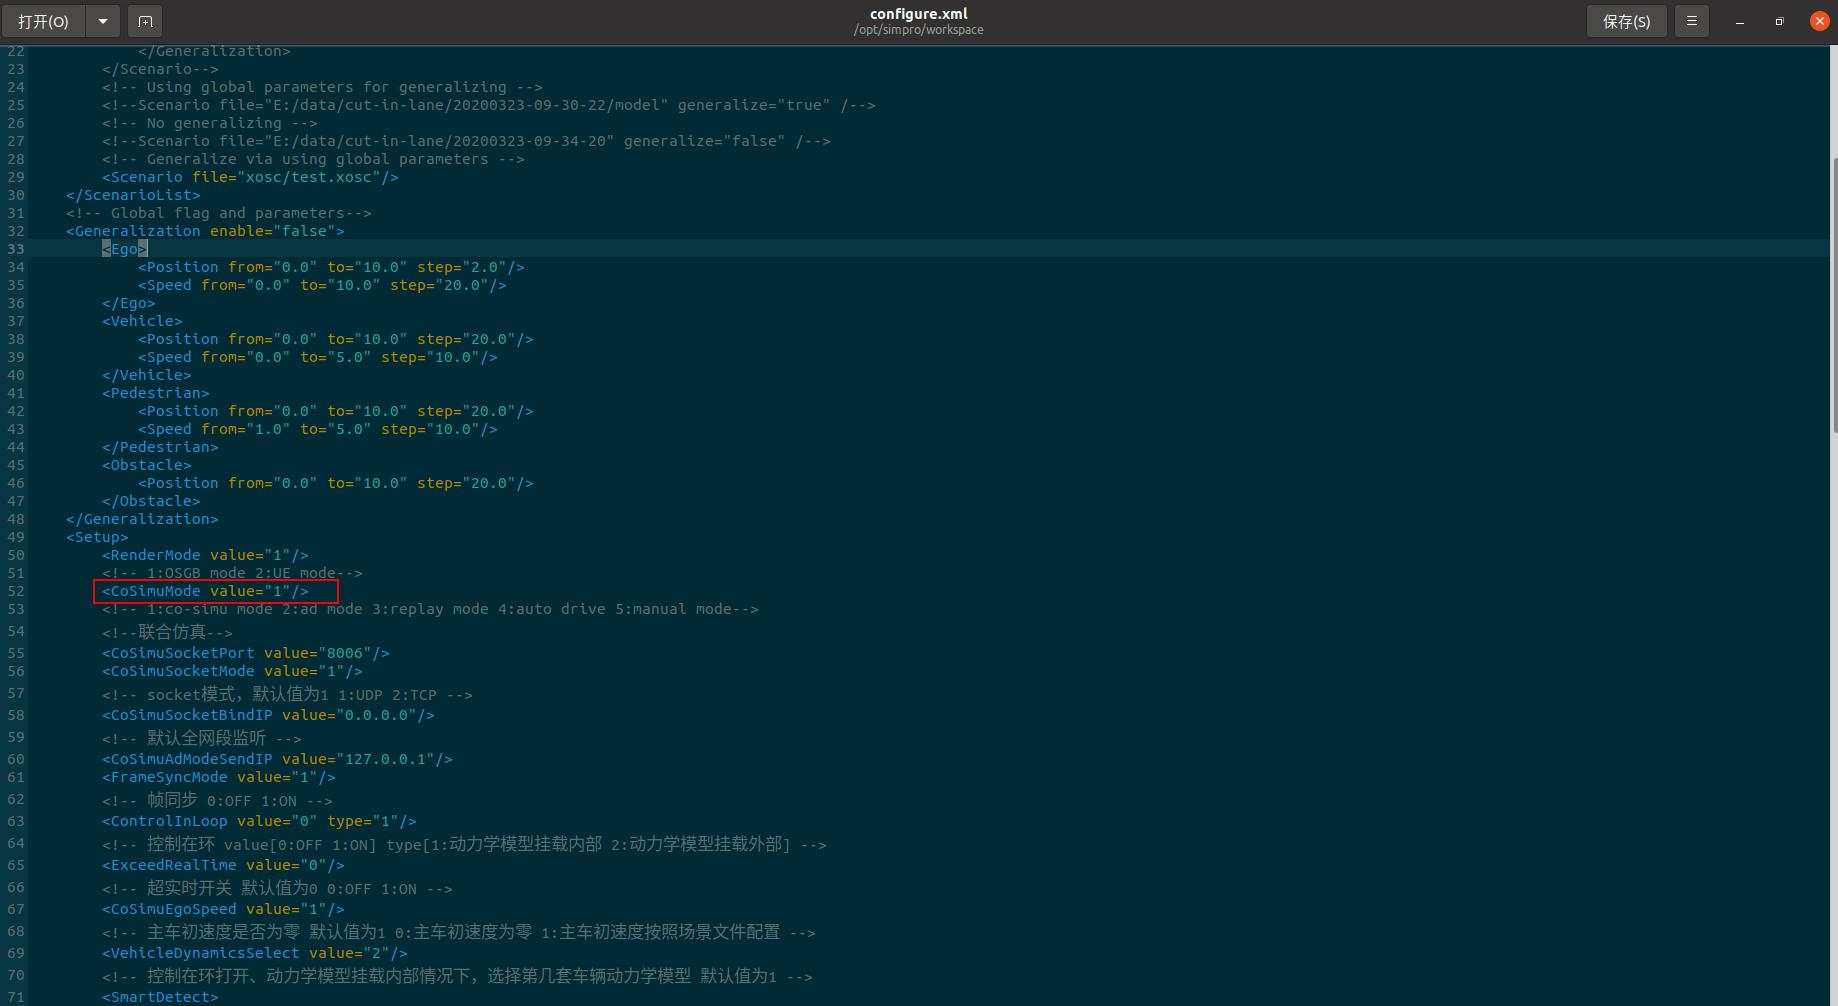 打开(O)
configure.xml
/opt/simpro/workspace
保存(S)
22 </Generalization>
23 </Scenario-->
24 <!-- Using global parameters for generalizing -->
25 <!--Scenario file="E:/data/cut-in-lane/20200323-09-30-22/model" generalize="true" /-->
26 <!-- No generalizing -->
27 <!--Scenario file="E:/data/cut-in-lane/20200323-09-34-20" generalize="false" /-->
28 <!-- Generalize via using global parameters -->
29 <Scenario file="xosc/test.xosc"/>
30 </ScenarioList>
31 <!-- Global flag and parameters-->
32 <Generalization enable="false">
33 <Ego>
34 <Position from="0.0" to="10.0" step="2.0"/>
35 <Speed from="0.0" to="10.0" step="20.0"/>
36 </Ego>
37 <Vehicle>
38 <Position from="0.0" to="10.0" step="20.0"/>
39 <Speed from="0.0" to="5.0" step="10.0"/>
40 </Vehicle>
41 <Pedestrian>
42 <Position from="0.0" to="10.0" step="20.0"/>
43 <Speed from="1.0" to="5.0" step="10.0"/>
44 </Pedestrian>
45 <Obstacle>
46 <Position from="0.0" to="10.0" step="20.0"/>
47 </Obstacle>
48 </Generalization>
49 <Setup>
50 <RenderMode value="1"/>
51 <!-- 1:OSGB mode 2:UE mode-->
52 <CoSimuMode value="1"/>
53 <!-- 1:co-simu mode 2:ad mode 3:replay mode 4:auto drive 5:manual mode-->
54 <!--联合仿真-->
55 <CoSimuSocketPort value="8006"/>
56 <CoSimuSocketMode value="1"/>
57 <!-- socket模式，默认值为1 1:UDP 2:TCP -->
58 <CoSimuSocketBindIP value="0.0.0.0"/>
59 <!-- 默认全网段监听 -->
60 <CoSimuAdModeSendIP value="127.0.0.1"/>
61 <FrameSyncMode value="1"/>
62 <!-- 帧同步 0:OFF 1:ON -->
63 <ControlInLoop value="0" type="1"/>
64 <!-- 控制在环 value[0:OFF 1:ON] type[1:动力学模型挂载内部 2:动力学模型挂载外部] -->
65 <ExceedRealTime value="0"/>
66 <!-- 超实时开关 默认值为0 0:OFF 1:ON -->
67 <CoSimuEgoSpeed value="1"/>
68 <!-- 主车初速度是否为零 默认值为1 0:主车初速度为零 1:主车初速度按照场景文件配置 -->
69 <VehicleDynamicsSelect value="2"/>
70 <!-- 控制在环打开、动力学模型挂载内部情况下，选择第几套车辆动力学模型 默认值为1 -->
71 <SmartDetect>